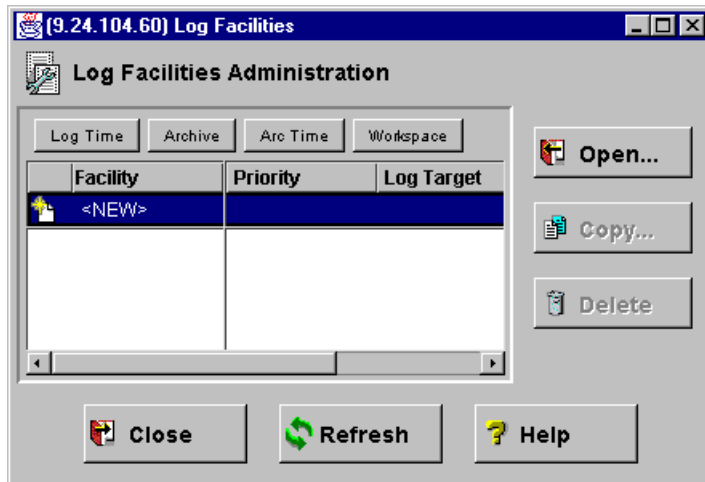 (9.24.104.60) Log Facilities
Log Facilities Administration
Log Time Archive Arc Time Workspace
Facility Priority Log Target
<NEW>
Open...
Copy...
Delete
Close Refresh Help